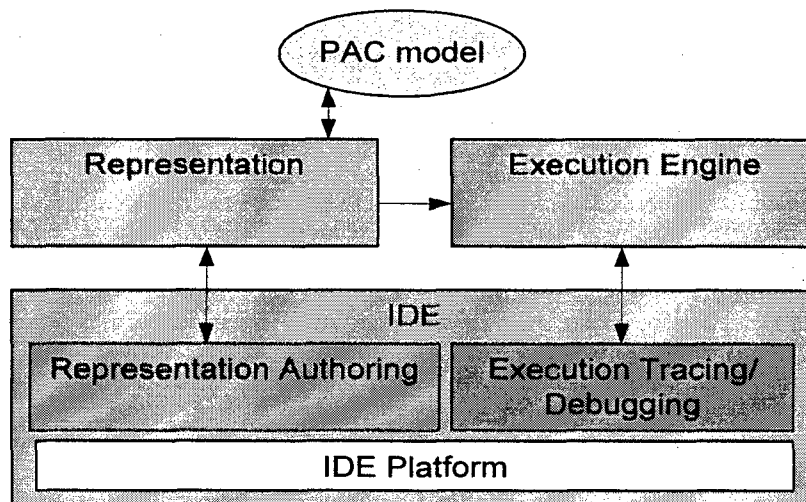 PAC model
Representation
Execution Engine
IDE
Representation Authoring
Execution Tracing/
Debugging
IDE Platform